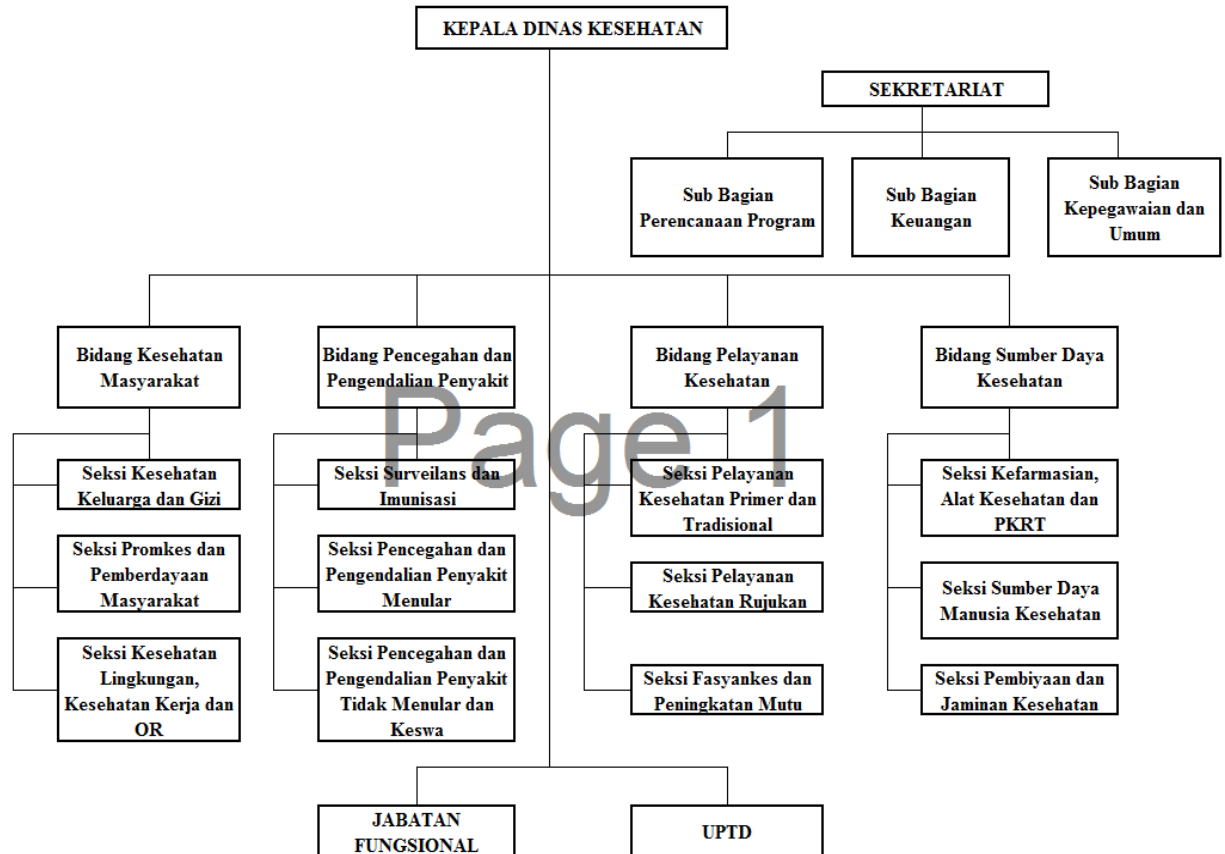 KEPALA DINAS KESEHATAN
SEKRETARIAT
Sub Bagian
Perencanaan Program
Sub Bagian
Keuangan
Sub Bagian
Kepegawaian dan
Umum
Bidang Kesehatan
Masyarakat
Bidang Pencegahan dan
Pengendalian Penyakit
Bidang Pelayanan
Kesehatan
Bidang Sumber Daya
Kesehatan
Page 1
Seksi Kesehatan
Keluarga dan Gizi
Seksi Promkes dan
Pemberdayaan
Masyarakat
Seksi Kesehatan
Lingkungan,
Kesehatan Kerja dan
OR
Seksi Surveilans dan
Imunisasi
Seksi Pencegahan dan
Pengendalian Penyakit
Menular
Seksi Pencegahan dan
Pengendalian Penyakit
Tidak Menular dan
Keswa
Seksi Pelayanan
Kesehatan Primer dan
Tradisional
Seksi Pelayanan
Kesehatan Rujukan
Seksi Fasyankes dan
Peningkatan Mutu
Seksi Kefarmasian,
Alat Kesehatan dan
PKRT
Seksi Sumber Daya
Manusia Kesehatan
Seksi Pembiyaan dan
Jaminan Kesehatan
JABATAN
FUNGSIONAL
UPTD